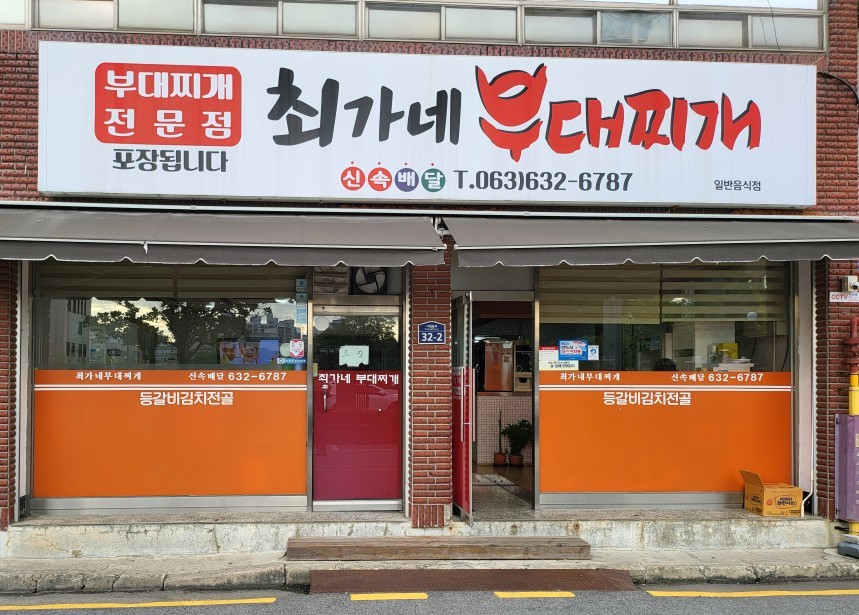 부대찌개
전문점
포장됩니다
최가네 부대찌개
신속배달 T.063)632-6787
일반음식점
CCTV
32-2
최가네부대찌개 신속배달 632-6787
등갈비김치전골
최가네 부대찌개
최가네부대찌개 신속배달 632-6787
등갈비김치전골